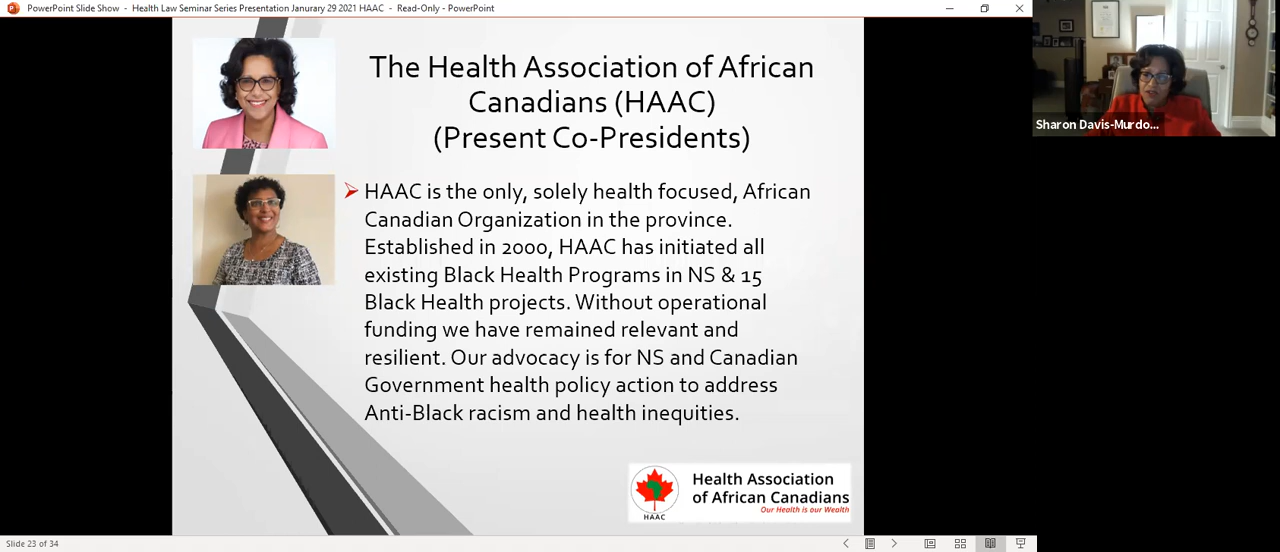 PowerPoint Slide Show - Health Law Seminar Series Presentation Janurary 29 2021 HAAC - Read-Only - PowerPoint
The Health Association of African
Canadians (HAAC)
(Present Co-Presidents)
HAAC is the only, solely health focused, African
Canadian Organization in the province.
Established in 2000, HAAC has initiated all
existing Black Health Programs in NS & 15
Black Health projects. Without operational
funding we have remained relevant and
resilient. Our advocacy is for NS and Canadian
Government health policy action to address
Anti-Black racism and health inequities.
HAAC
Health Association
of African Canadians
Our Health is our Wealth
Sharon Davis-Murdo...
Slide 23 of 34